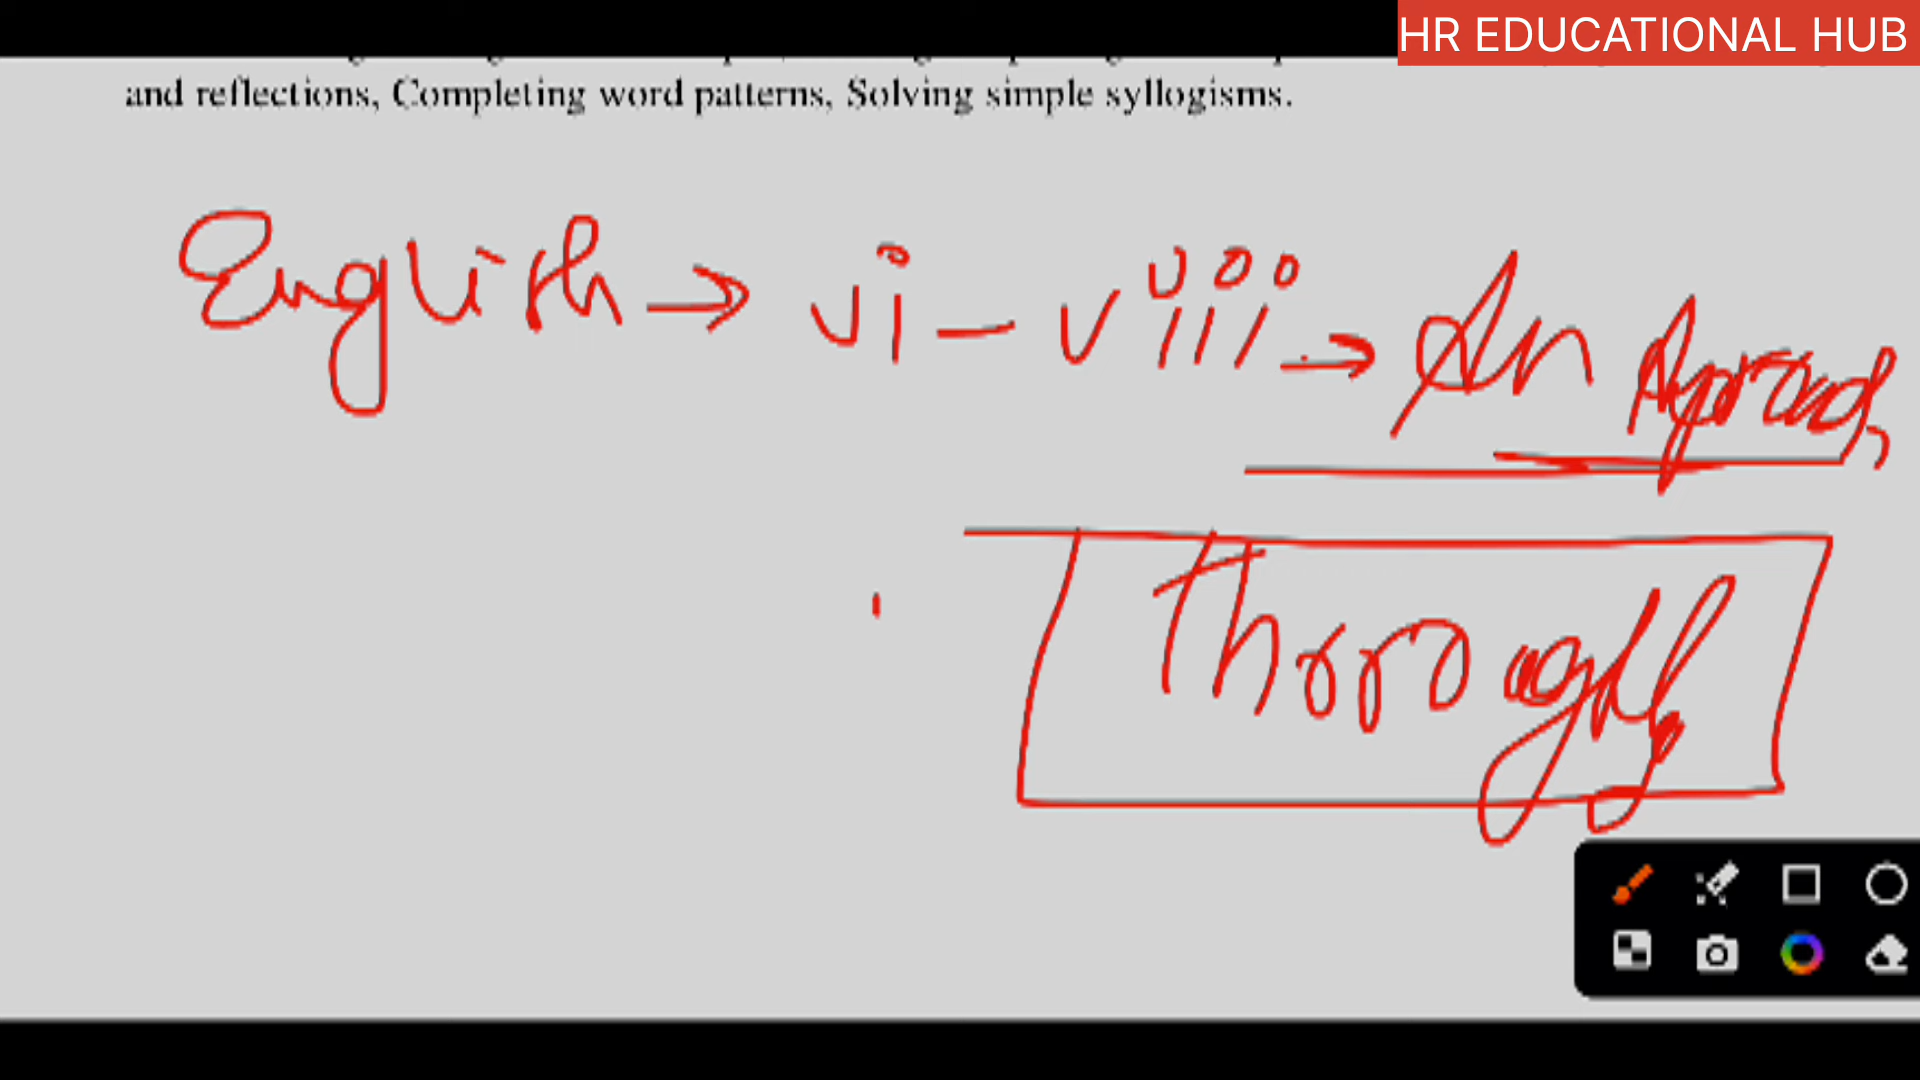 HR EDUCATIONAL HUB
and reflections, Completing word patterns, Solving simple syllogisms.
English → vi – viii → An Approach
Thorough